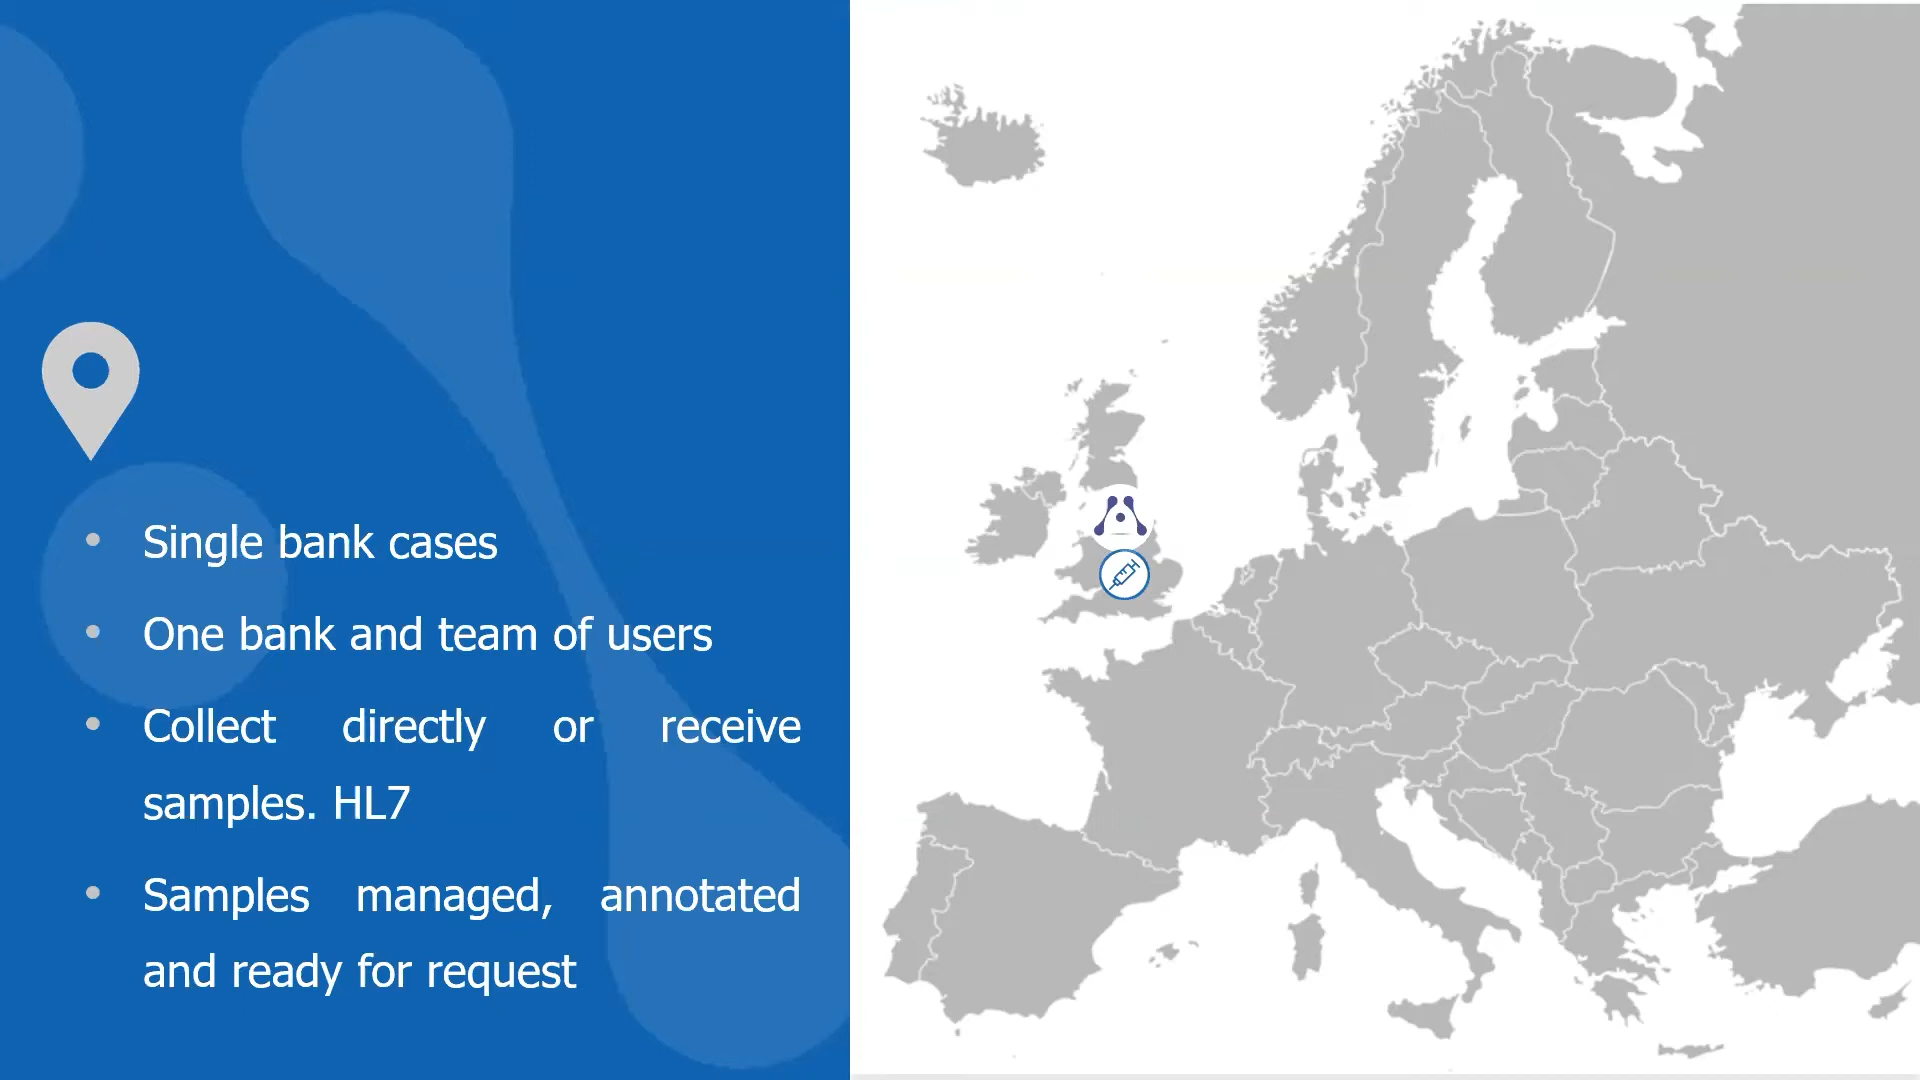 Single bank cases
One bank and team of users
Collect directly or receive
samples. HL7
Samples managed, annotated
and ready for request